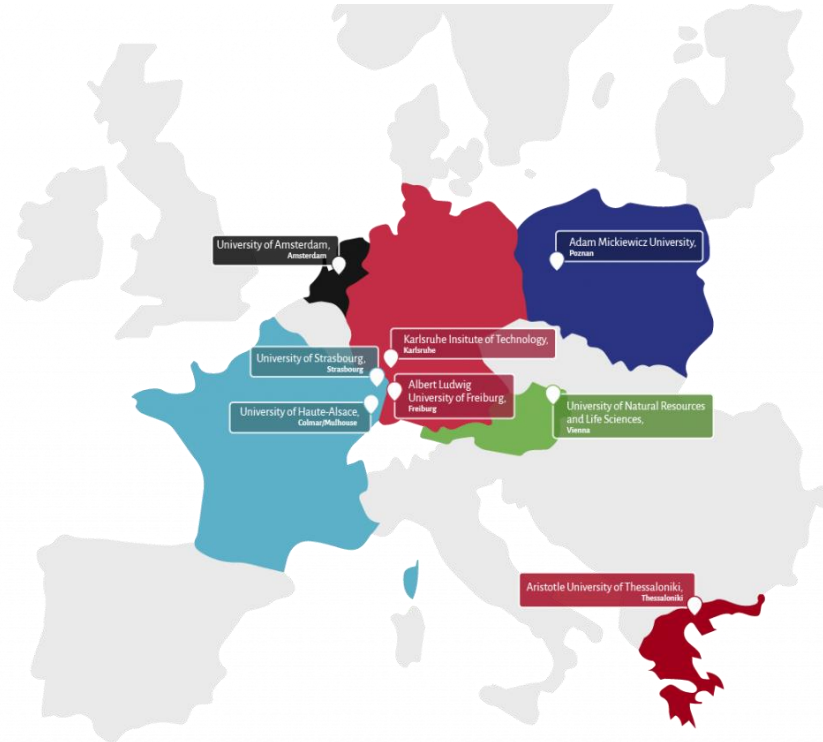 University of Amsterdam,
Amsterdam
Adam Mickiewicz University,
Poznan
Karlsruhe Insitute of Technology,
Karlsruhe
University of Strasbourg,
Strasbourg
Albert Ludwig
University of Freiburg,
Freiburg
University of Haute-Alsace,
Colmar/Mulhouse
University of Natural Resources
and Life Sciences,
Vienna
Aristotle University of Thessaloniki,
Thessaloniki